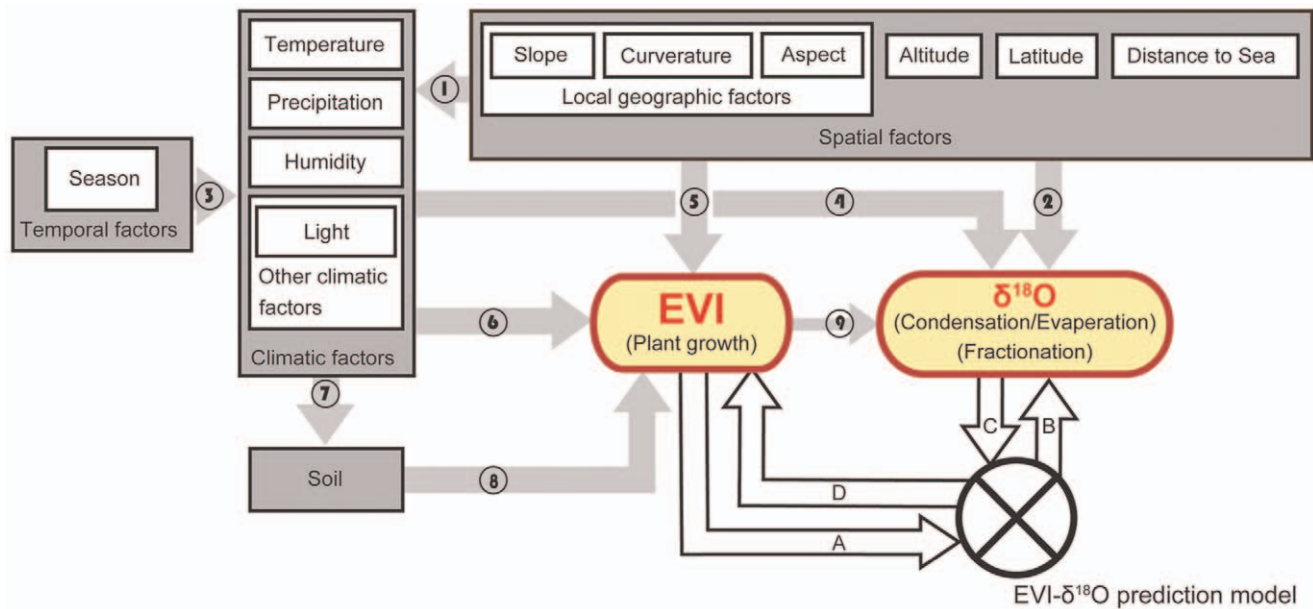 Temperature
Precipitation
Humidity
Light
Other climatic
factors
Climatic factors
Slope
Curverature
Aspect
Local geographic factors
Altitude
Latitude
Distance to Sea
Spatial factors
Season
Temporal factors
1
3
5
4
2
6
7
9
8
EVI
(Plant growth)
δ¹⁸O
(Condensation/Evaperation)
(Fractionation)
Soil
C
B
D
A
EVI-δ¹⁸O prediction model